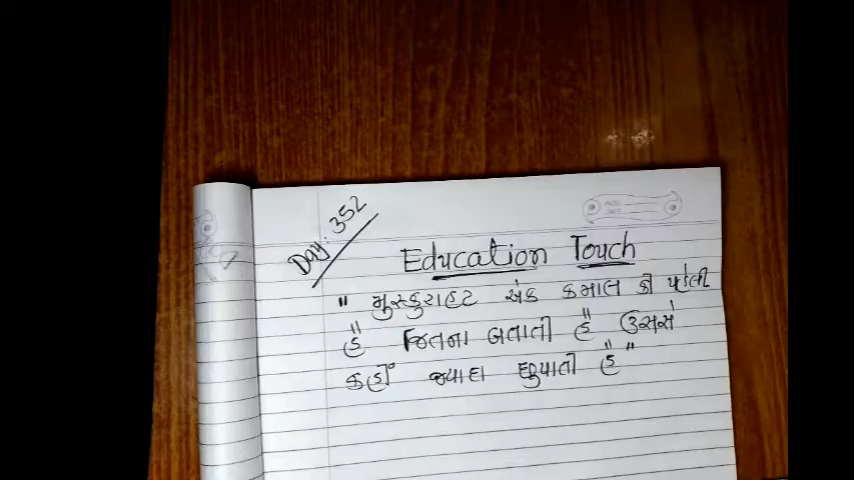 Day. 352
Education Touch
" મુસ્કુરાહટ એક કમાલ કી પહેલી
હૈ જિતના બતાતી હૈ ઉસસે
કહીં જ્યાદા છુપાતી હૈ "